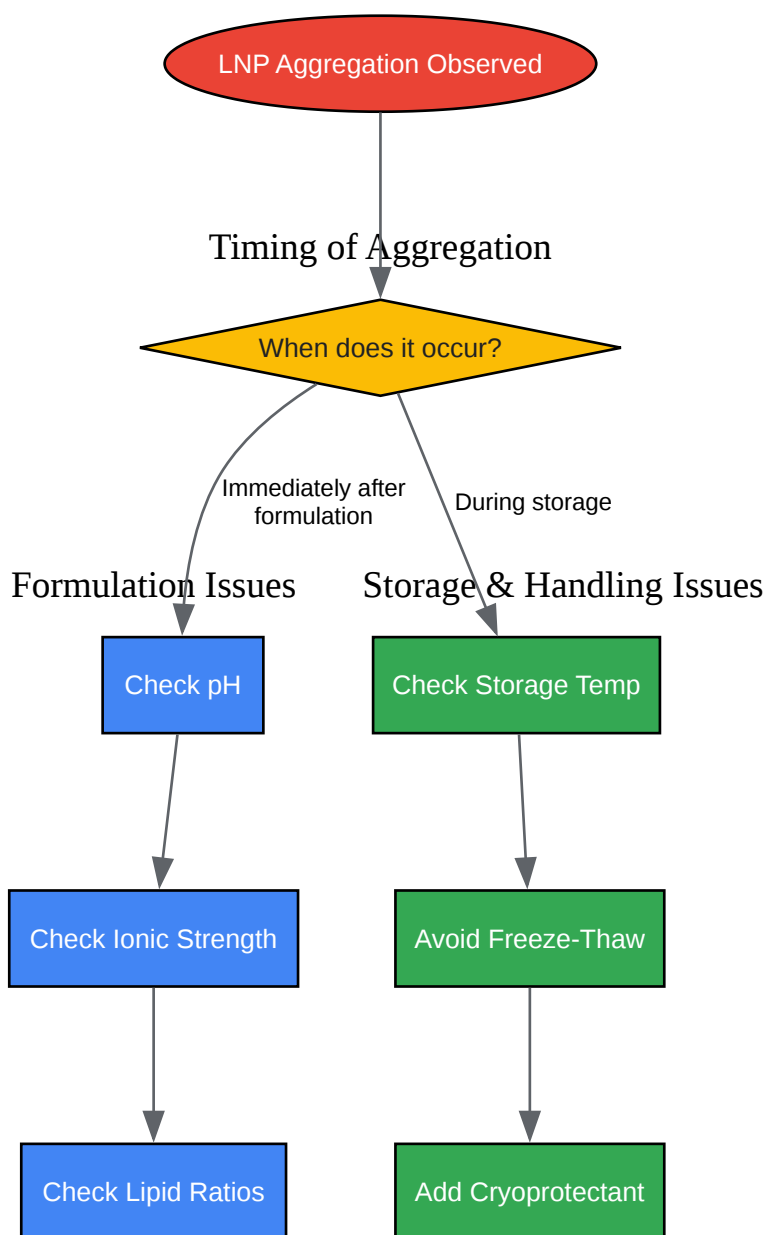 LNP Aggregation Observed
Timing of Aggregation
When does it occur?
Immediately after
formulation
During storage
Formulation Issues
Storage & Handling Issues
Check pH
Check Storage Temp
Check Ionic Strength
Avoid Freeze-Thaw
Check Lipid Ratios
Add Cryoprotectant